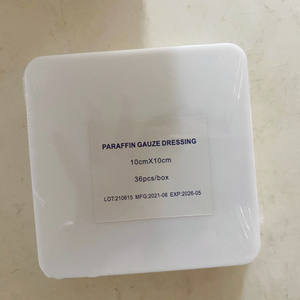 PARAFFIN GAUZE DRESSING
10cmX10cm
36pcs/box
LOT:210615 MFG:2021-06 EXP:2026-05